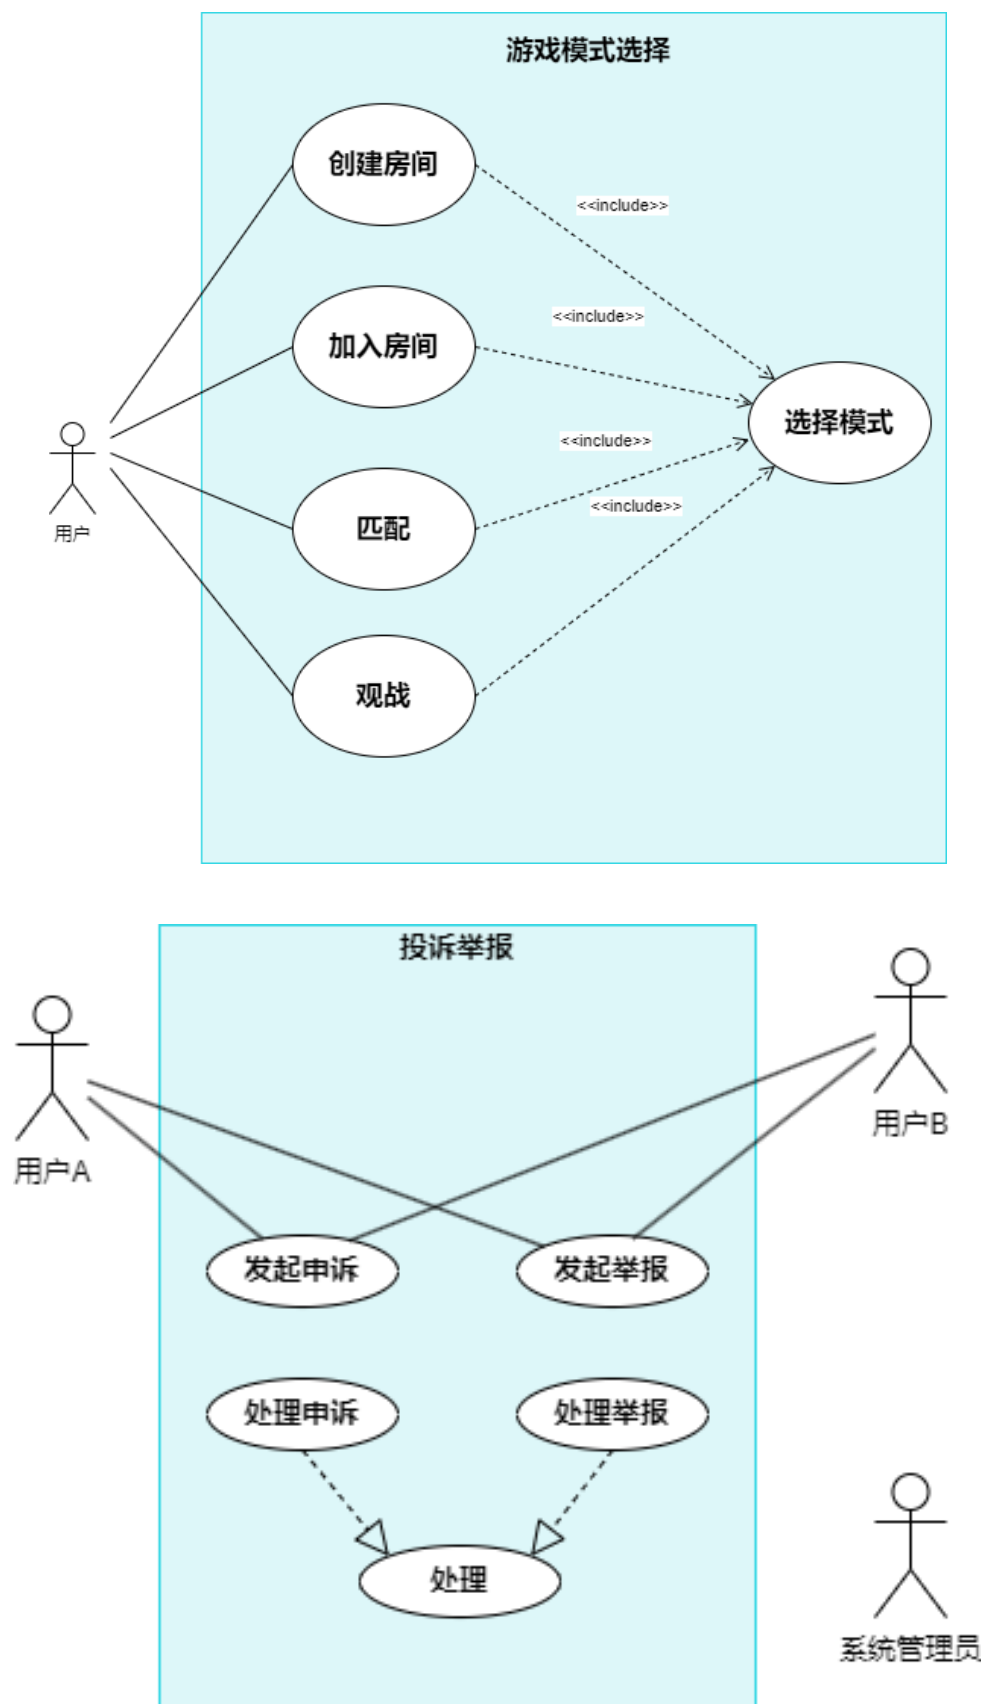 游戏模式选择
创建房间
<<include>>
加入房间
<<include>>
选择模式
<<include>>
匹配
<<include>>
用户
观战
投诉举报
用户A
用户B
发起申诉
发起举报
处理申诉
处理举报
处理
系统管理员